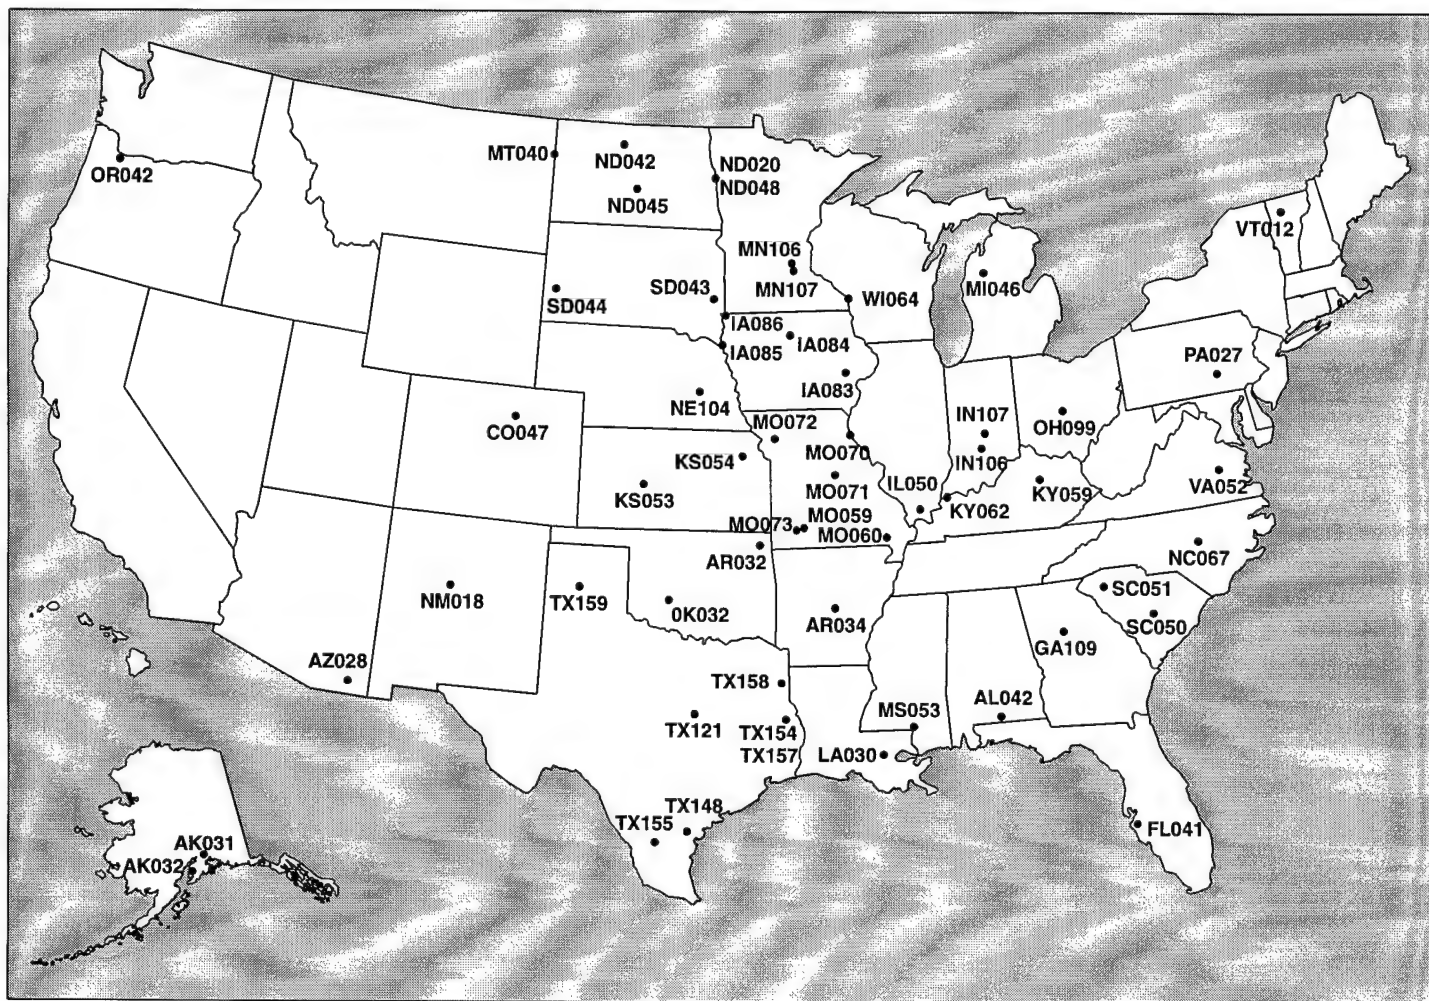 MT040
ND042
ND020
ND048
OR042
ND045
VT012
MN106
MN107
WI064
MI046
SD043
SD044
IA086
IA085
IA084
IA083
PA027
NE104
MO072
IN107
OH099
CO047
MO070
IN106
KS054
IL050
KY059
VA052
KS053
MO071
KY062
MO059
MO073
MO060
AR032
NC067
SC051
NM018
TX159
0K032
AR034
SC050
GA109
AZ028
TX158
MS053
AL042
TX121
TX154
TX157
LA030
TX148
TX155
FL041
AK031
AK032